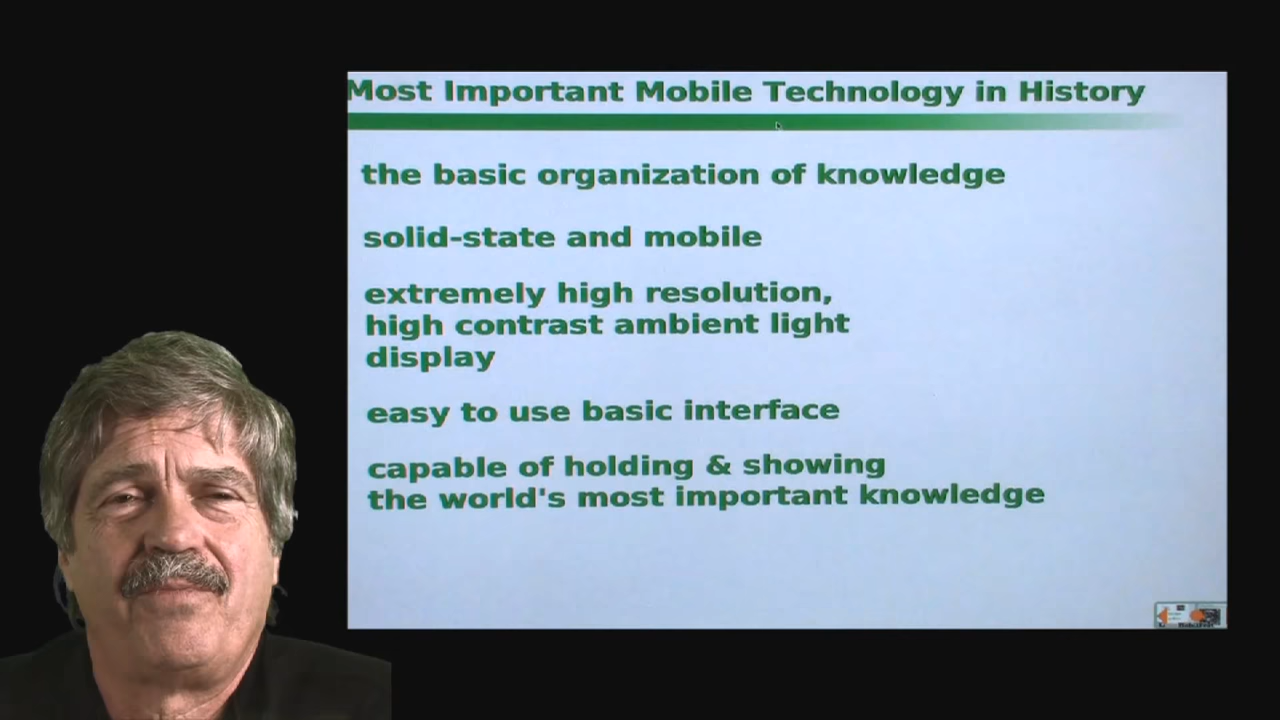 Most Important Mobile Technology in History
the basic organization of knowledge
solid-state and mobile
extremely high resolution,
high contrast ambient light
display
easy to use basic interface
capable of holding & showing
the world's most important knowledge